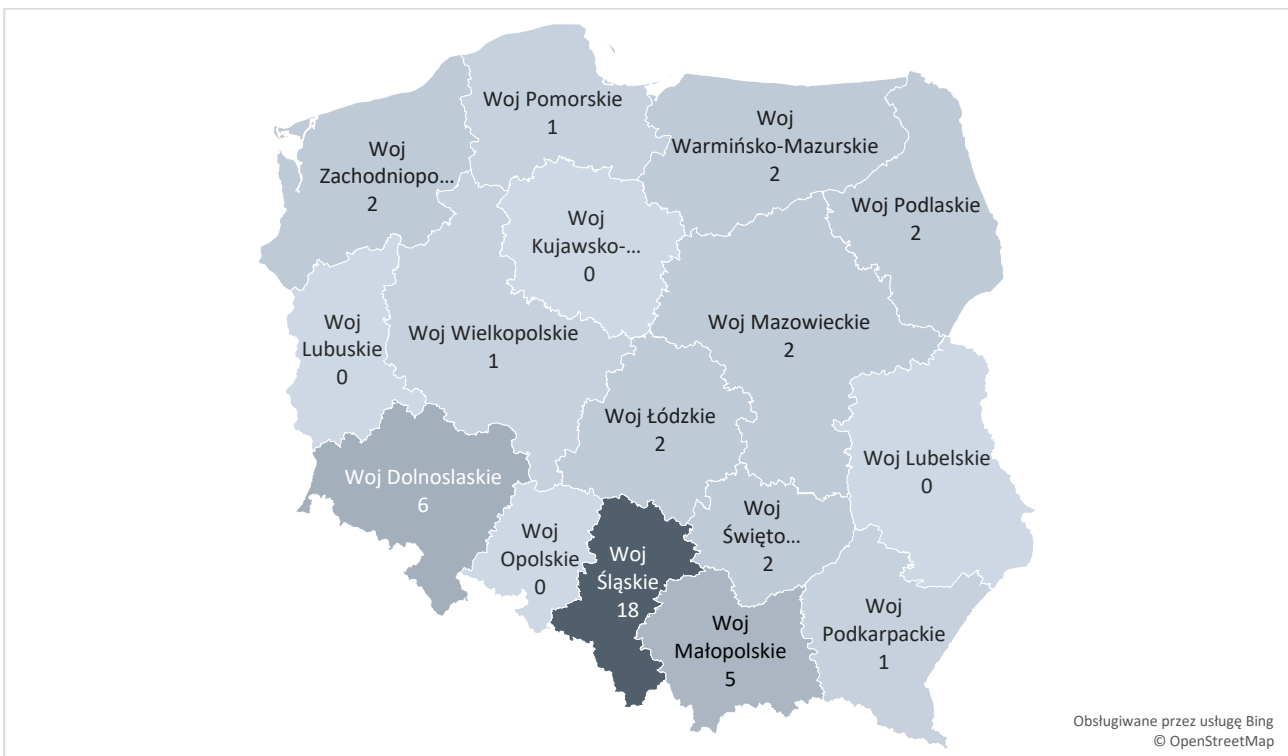 Woj Pomorskie
1
Woj
Warmińsko-Mazurskie
2
Woj
Zachodniopo...
2
Woj Podlaskie
2
Woj
Kujawsko-...
0
Woj
Lubuskie
0
Woj Wielkopolskie
1
Woj Mazowieckie
2
Woj Łódzkie
2
Woj Lubelskie
0
Woj Dolnoslaskie
6
Woj
Opolskie
0
Woj
Śląskie
18
Woj
Święto...
2
Woj
Małopolskie
5
Woj
Podkarpackie
1
Obsługiwane przez usługę Bing
© OpenStreetMap